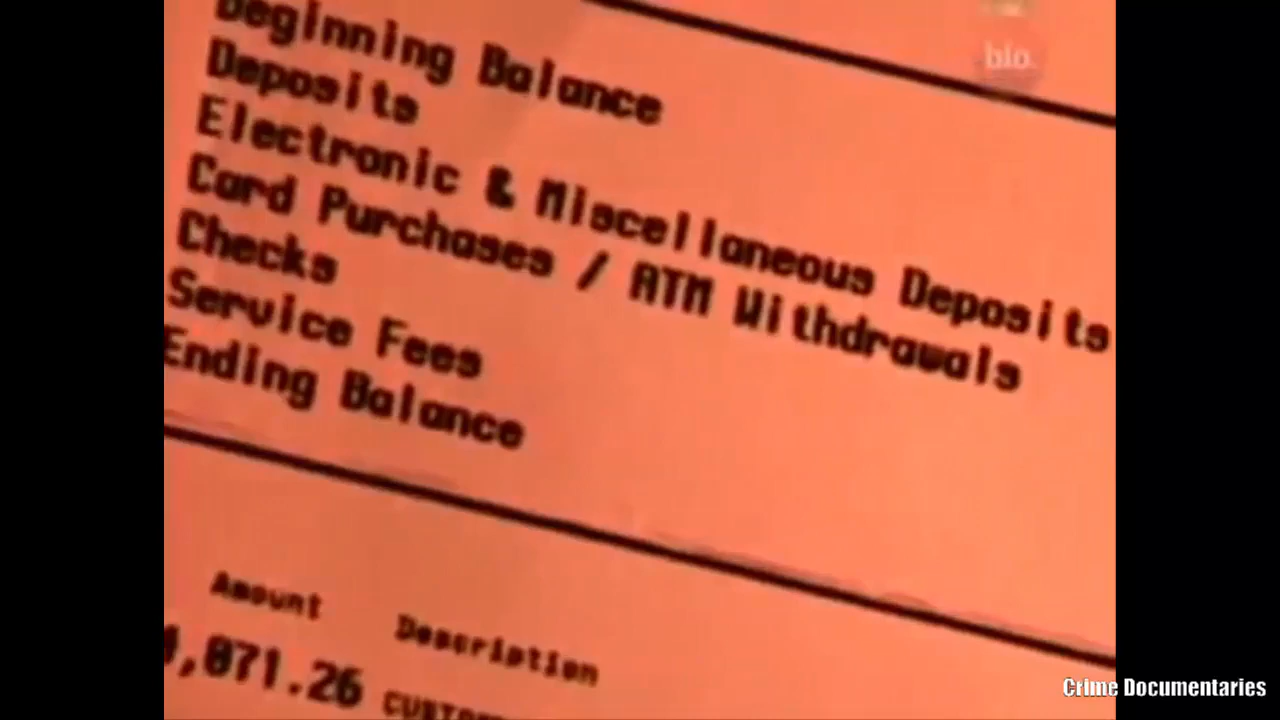 Beginning Balance
Deposits
Electronic & Miscellaneous Deposits
Card Purchases / ATM Withdrawals
Checks
Service Fees
Ending Balance
Amount Description
,071.26
bio.
Crime Documentaries